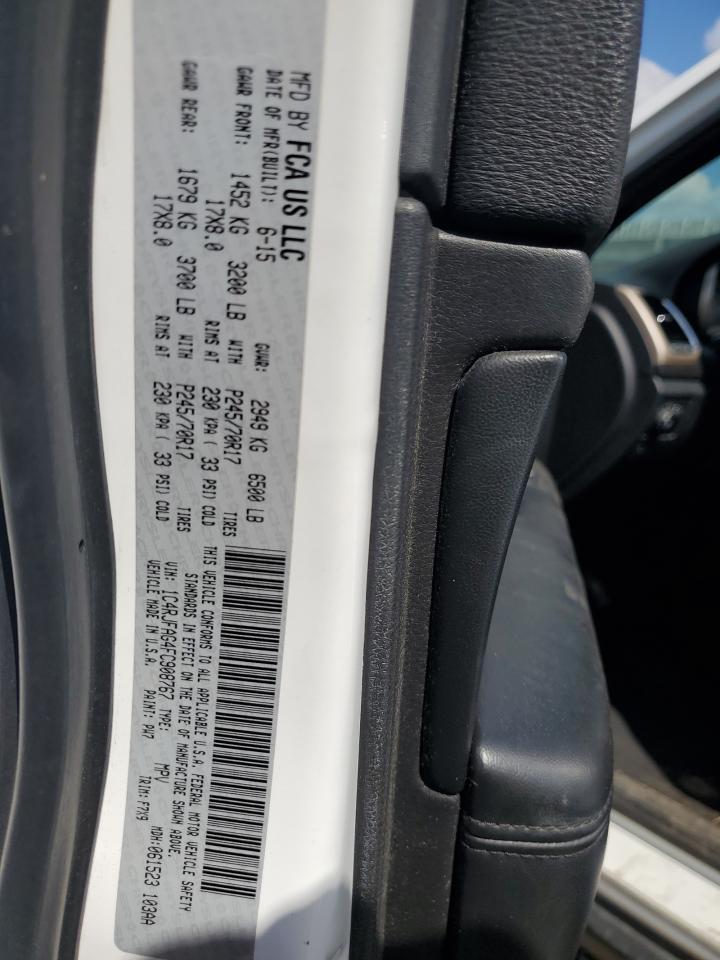 MFD BY FCA US LLC
DATE OF MFR(BUILT): 6-15 GVWR: 2949 KG 6500 LB
GAWR FRONT: 1452 KG 3200 LB WITH P245/70R17 TIRES
17X8.0 RIMS AT 230 KPA ( 33 PSI) COLD
GAWR REAR: 1679 KG 3700 LB WITH P245/70R17 TIRES
17X8.0 RIMS AT 230 KPA ( 33 PSI) COLD
THIS VEHICLE CONFORMS TO ALL APPLICABLE U.S.A. FEDERAL MOTOR VEHICLE SAFETY
STANDARDS IN EFFECT ON THE DATE OF MANUFACTURE SHOWN ABOVE.
VIN: 1C4RJFAG4FC908767 TYPE: MPV MDH:061523 103AA
VEHICLE MADE IN U.S.A. PAINT: PW7 TRIM:F7X9